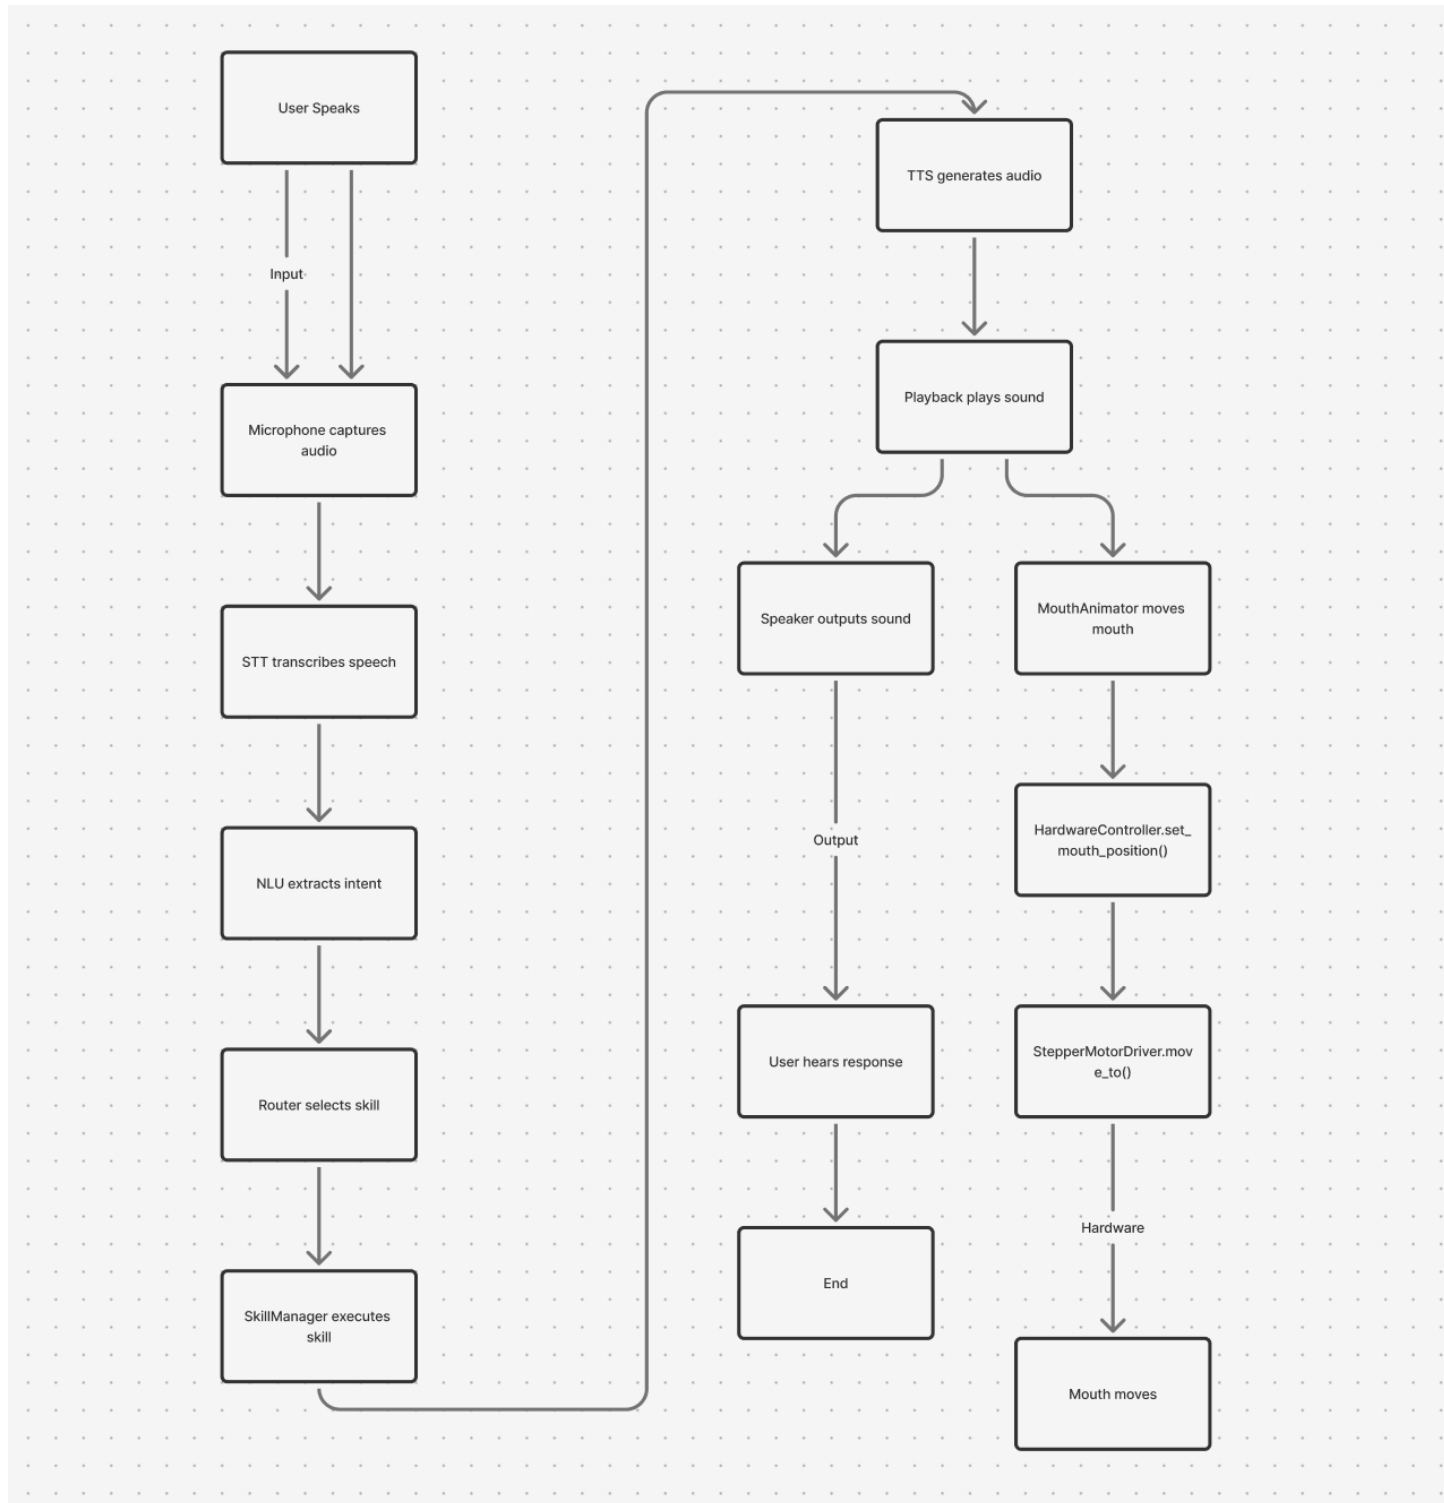 User Speaks
Input
Microphone captures
audio
STT transcribes speech
NLU extracts intent
Router selects skill
SkillManager executes
skill
TTS generates audio
Playback plays sound
Speaker outputs sound
Output
User hears response
End
MouthAnimator moves
mouth
HardwareController.set_
mouth_position()
StepperMotorDriver.mov
e_to()
Hardware
Mouth moves